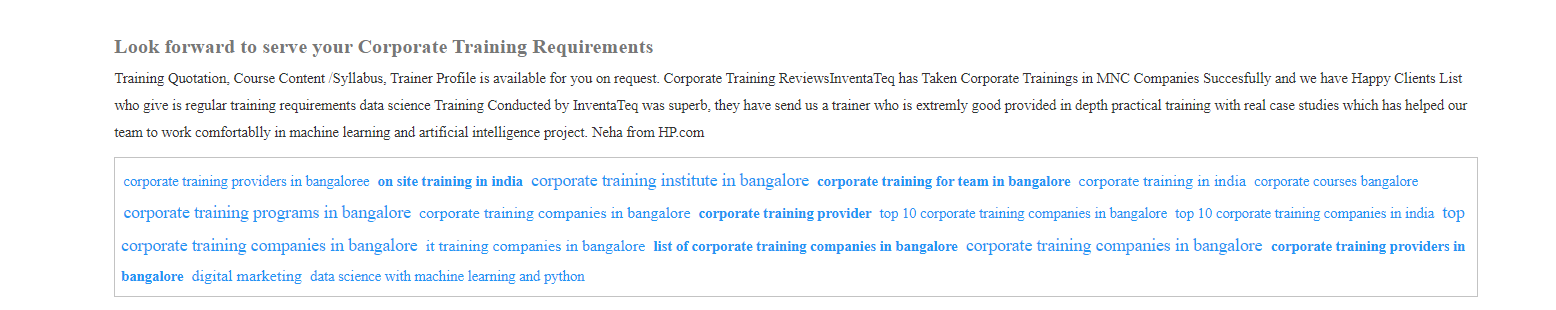 Look forward to serve your Corporate Training Requirements
Training Quotation, Course Content /Syllabus, Trainer Profile is available for you on request. Corporate Training ReviewsInventaTeq has Taken Corporate Trainings in MNC Companies Succesfully and we have Happy Clients List
who give is regular training requirements data science Training Conducted by InventaTeq was superb, they have send us a trainer who is extremly good provided in depth practical training with real case studies which has helped our
team to work comfortablly in machine learning and artificial intelligence project. Neha from HP.com
corporate training providers in bangaloree on site training in india corporate training institute in bangalore corporate training for team in bangalore corporate training in india corporate courses bangalore
corporate training programs in bangalore corporate training companies in bangalore corporate training provider top 10 corporate training companies in bangalore top 10 corporate training companies in india top
corporate training companies in bangalore it training companies in bangalore list of corporate training companies in bangalore corporate training companies in bangalore corporate training providers in
bangalore digital marketing data science with machine learning and python